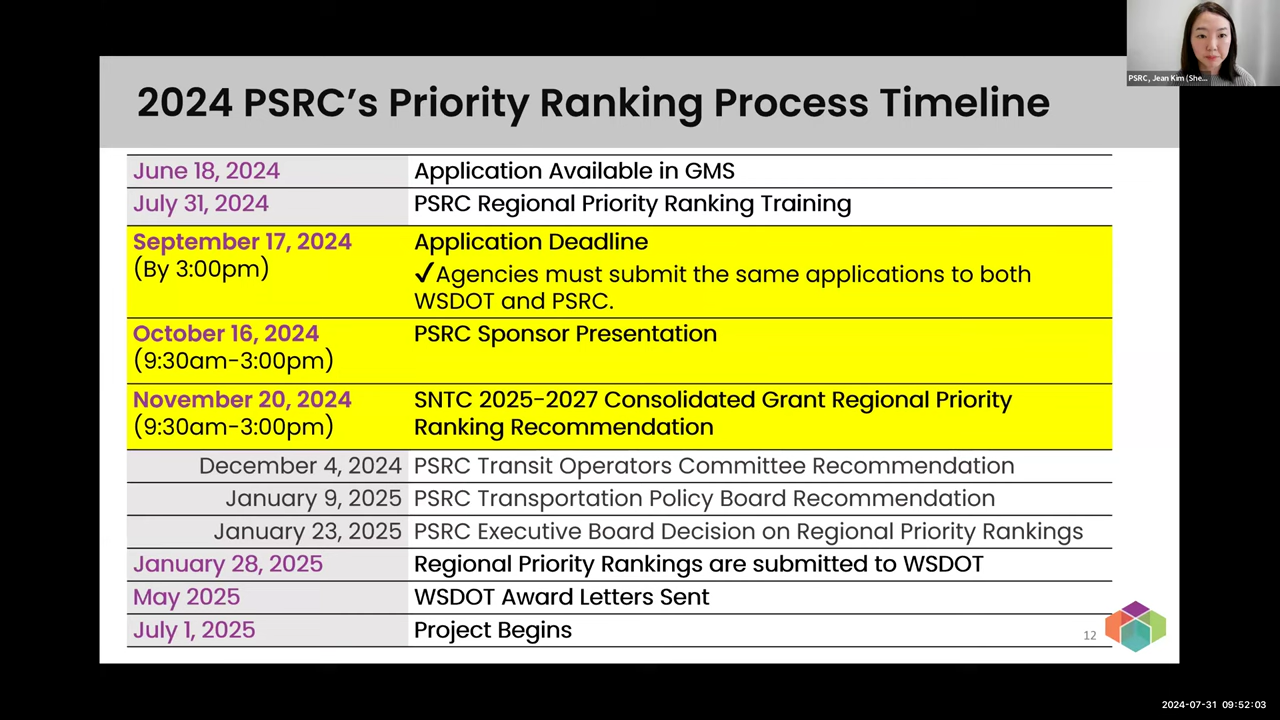 PSRC, Jean Kim (She...
2024 PSRC's Priority Ranking Process Timeline
June 18, 2024 Application Available in GMS
July 31, 2024 PSRC Regional Priority Ranking Training
September 17, 2024 Application Deadline
(By 3:00pm) ✓Agencies must submit the same applications to both
WSDOT and PSRC.
October 16, 2024 PSRC Sponsor Presentation
(9:30am-3:00pm)
November 20, 2024 SNTC 2025-2027 Consolidated Grant Regional Priority
(9:30am-3:00pm) Ranking Recommendation
December 4, 2024 PSRC Transit Operators Committee Recommendation
January 9, 2025 PSRC Transportation Policy Board Recommendation
January 23, 2025 PSRC Executive Board Decision on Regional Priority Rankings
January 28, 2025 Regional Priority Rankings are submitted to WSDOT
May 2025 WSDOT Award Letters Sent
July 1, 2025 Project Begins
12
2024-07-31 09:52:03